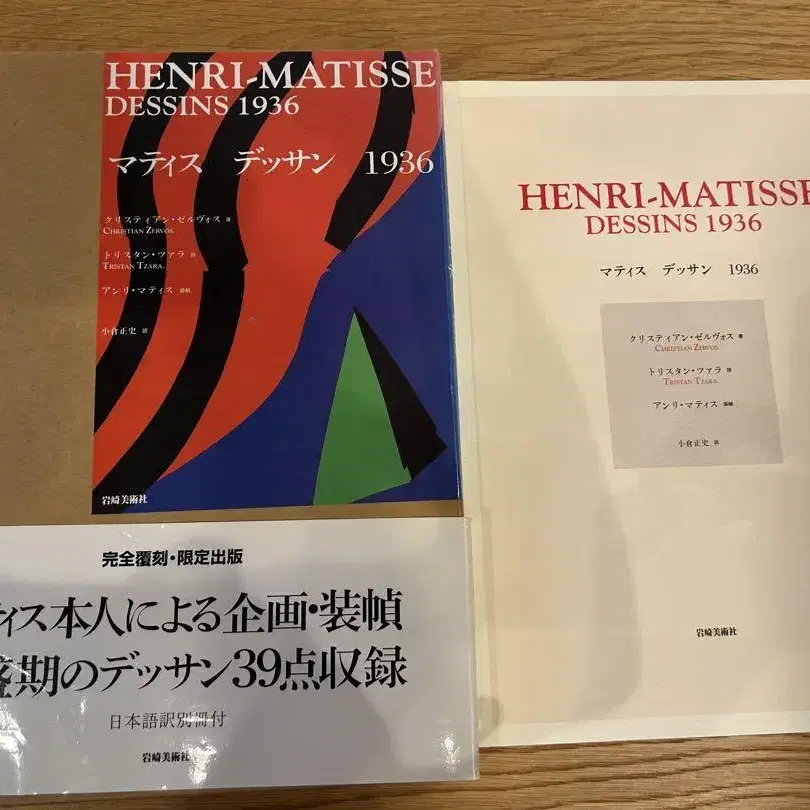 HENRI-MATISSE
DESSINS 1936
マティス デッサン 1936
クリスティアン・ゼルヴォス 著
CHRISTIAN ZERVOS.
トリスタン・ツァラ 詩
TRISTAN TZARA.
アンリ・マティス 装幀
小倉正史 訳
岩崎美術社
完全覆刻・限定出版
ティス本人による企画・装幀
盛期のデッサン39点収録
日本語訳別冊付
岩崎美術社
HENRI-MATISSE
DESSINS 1936
マティス デッサン 1936
クリスティアン・ゼルヴォス 著
CHRISTIAN ZERVOS.
トリスタン・ツァラ 詩
TRISTAN TZARA.
アンリ・マティス 装幀
小倉正史 訳
岩崎美術社